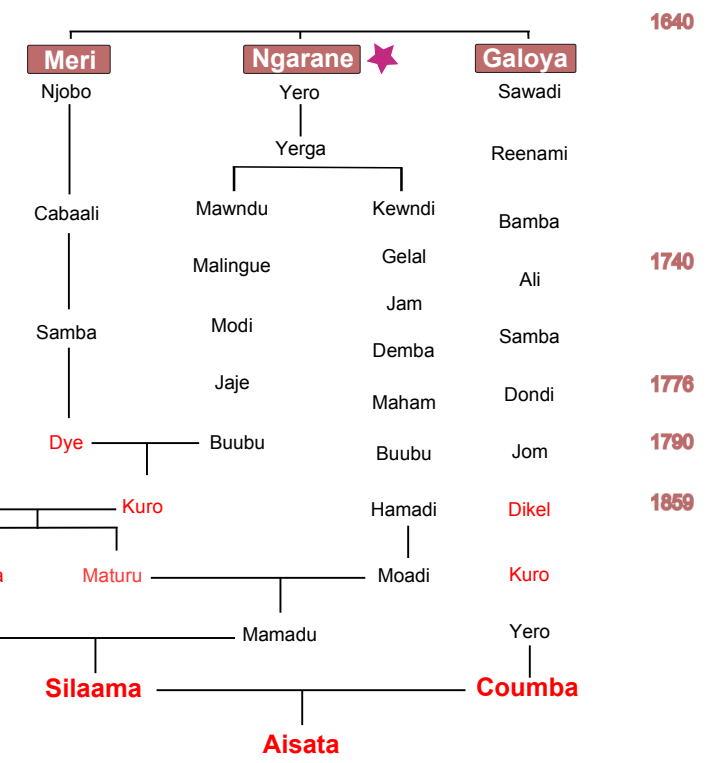 1640
Meri Ngarane Galoya
Njobo Yero Sawadi
Yerga Reenami
Cabaali Mawndu Kewndi Bamba
Malingue Gelal Ali 1740
Jam
Samba Modi Demba Samba
Jaje Maham Dondi 1776
Dye Buubu Buubu Jom 1790
Kuro Hamadi Dikel 1859
a Maturu Moadi Kuro
Mamadu Yero
Silaama Coumba
Aisata